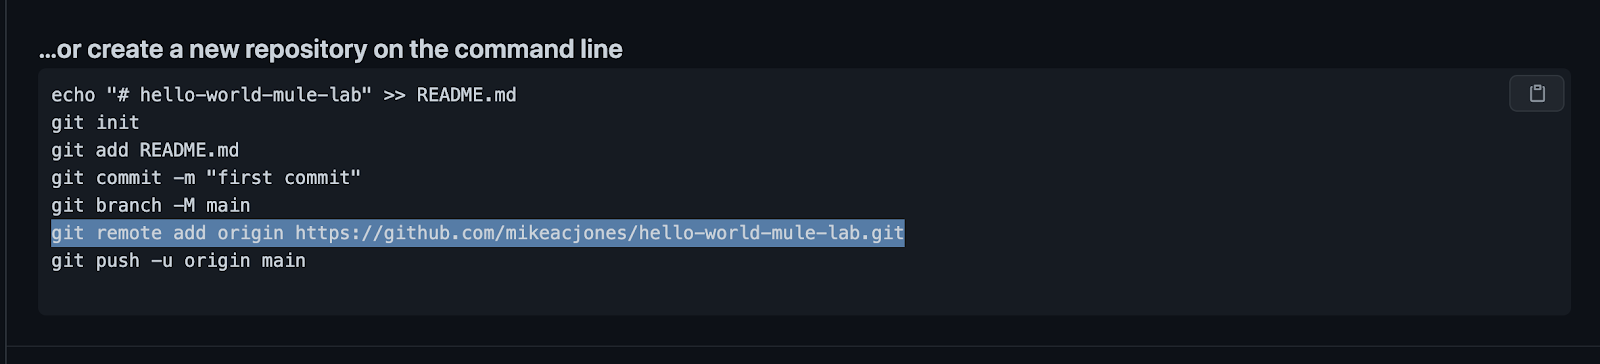 ...or create a new repository on the command line
echo "# hello-world-mule-lab" >> README.md
git init
git add README.md
git commit -m "first commit"
git branch -M main
git remote add origin https://github.com/mikeacjones/hello-world-mule-lab.git
git push -u origin main